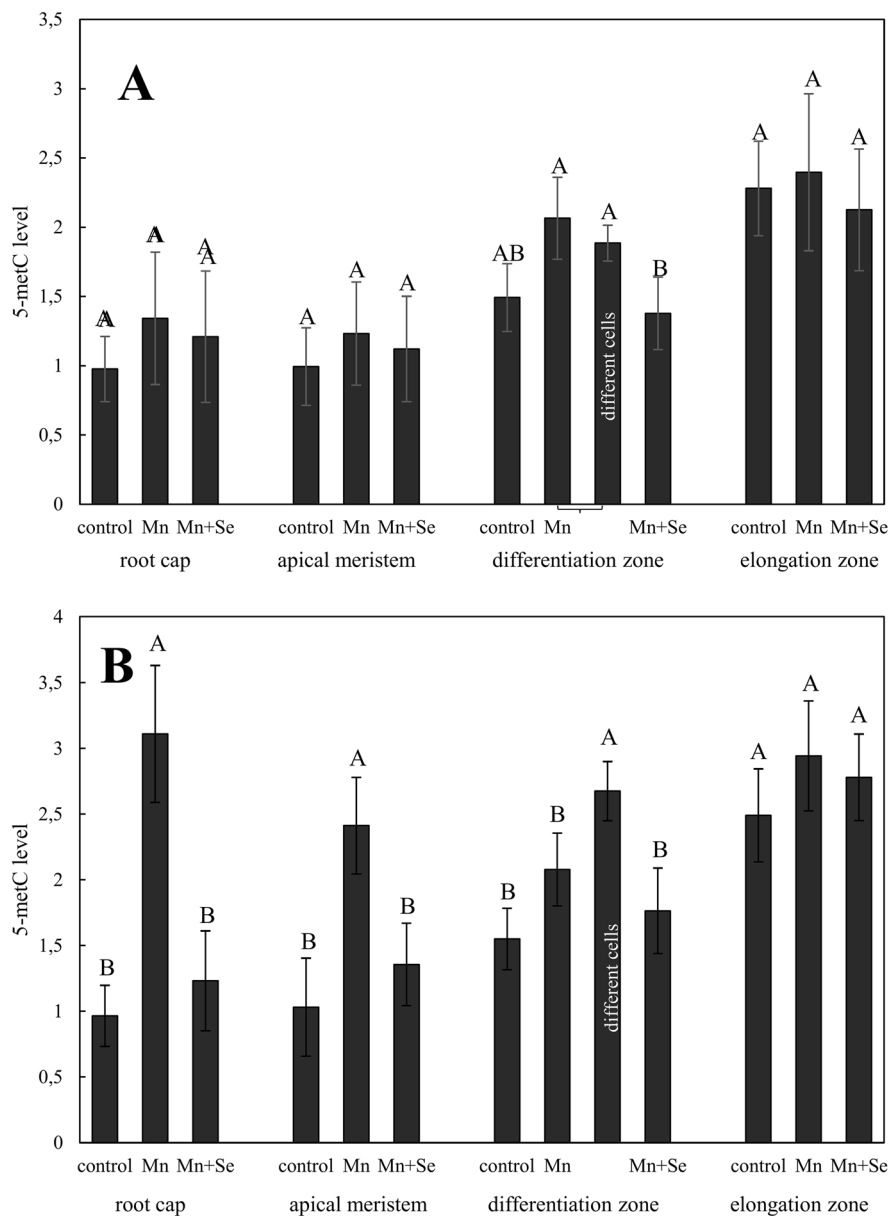 3,5
3
2,5
2
1,5
1
0,5
0
5-metC level
A
A A A A A A
A A A
AB A A B
different cells
A A A
control Mn Mn+Se control Mn Mn+Se control Mn Mn+Se control Mn Mn+Se
root cap apical meristem differentiation zone elongation zone
4
3,5
3
2,5
2
1,5
1
0,5
0
5-metC level
B
B A B
B A B
B B A B
different cells
A A A
control Mn Mn+Se control Mn Mn+Se control Mn Mn+Se control Mn Mn+Se
root cap apical meristem differentiation zone elongation zone